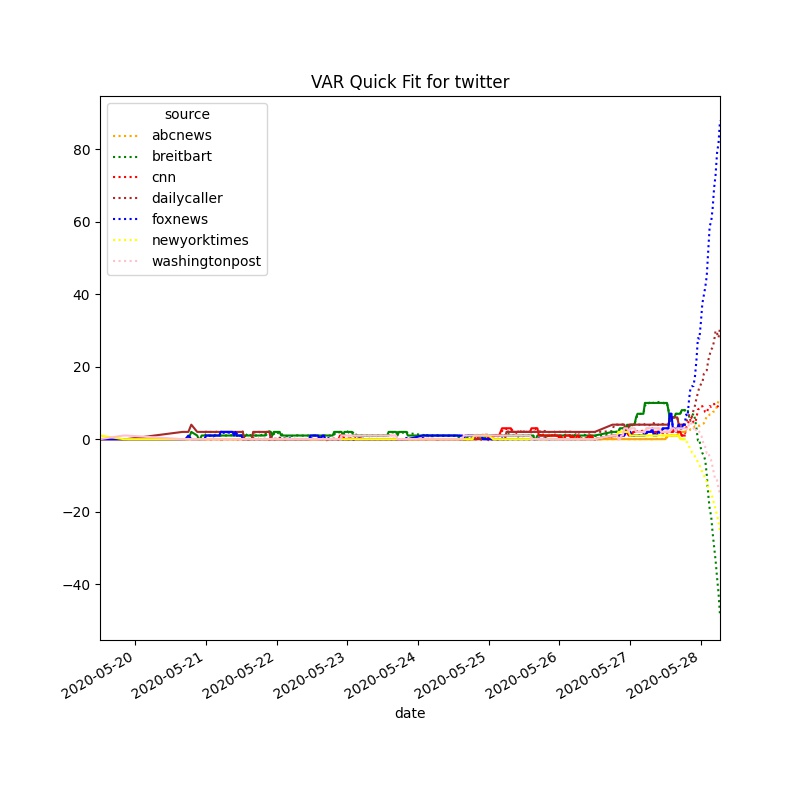 VAR Quick Fit for twitter
source
abcnews
breitbart
cnn
dailycaller
foxnews
newyorktimes
washingtonpost
80
60
40
20
0
−20
−40
2020-05-20
2020-05-21
2020-05-22
2020-05-23
2020-05-24
2020-05-25
2020-05-26
2020-05-27
2020-05-28
date